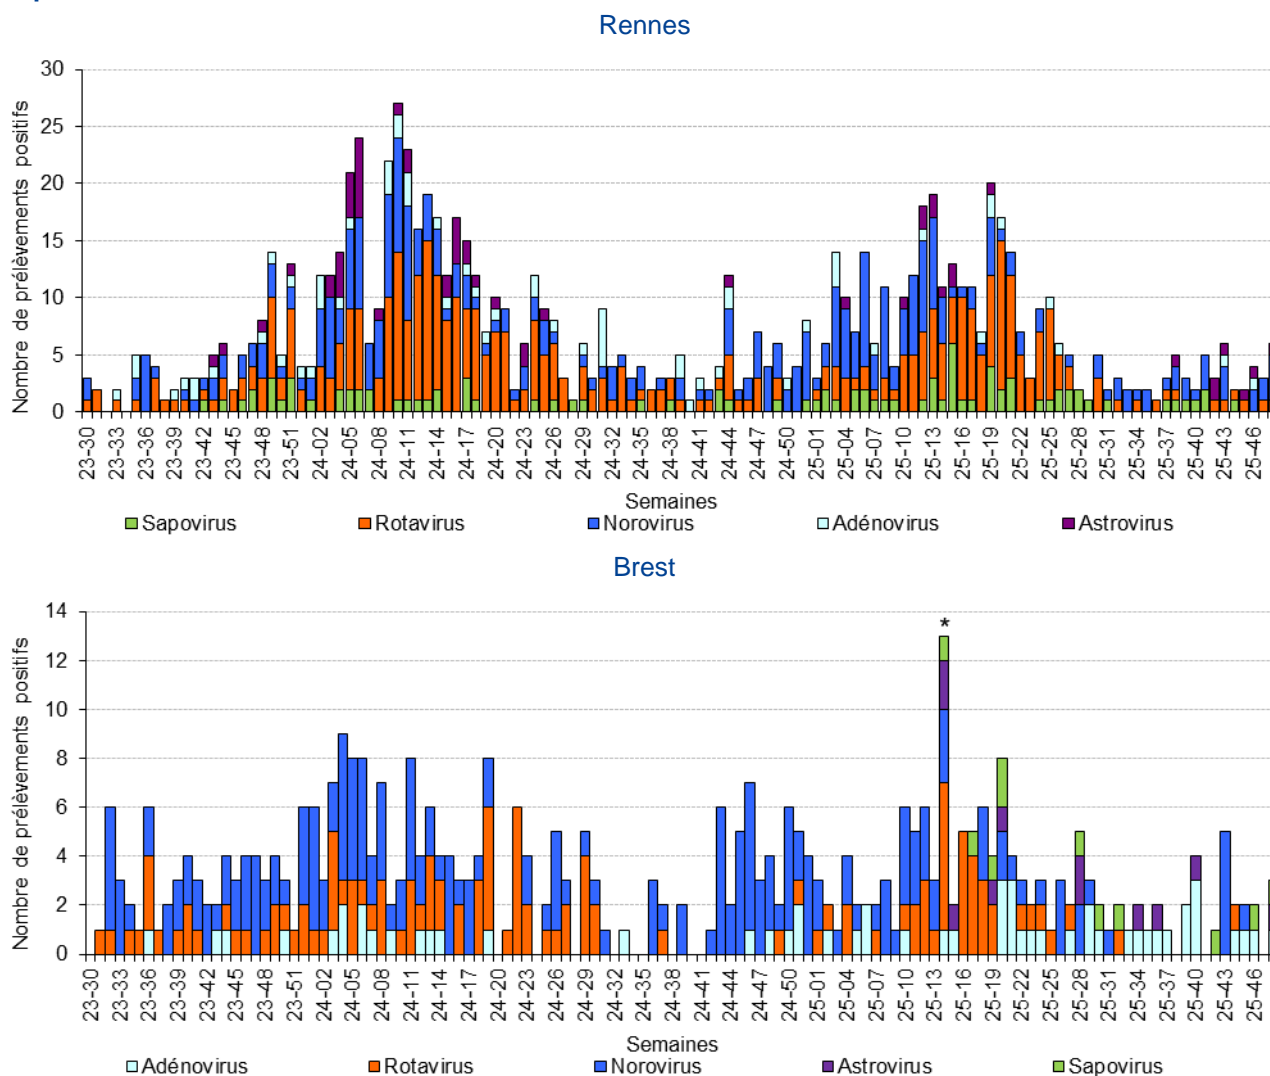 Rennes
Nombre de prélèvements positifs
30
25
20
15
10
5
0
23-30 23-33 23-36 23-39 23-42 23-45 23-48 23-51 24-02 24-05 24-08 24-11 24-14 24-17 24-20 24-23 24-26 24-29 24-32 24-35 24-38 24-41 24-44 24-47 24-50 25-01 25-04 25-07 25-10 25-13 25-16 25-19 25-22 25-25 25-28 25-31 25-34 25-37 25-40 25-43 25-46
Semaines
Sapovirus Rotavirus Norovirus Adénovirus Astrovirus
Brest
Nombre de prélèvements positifs
14
12
10
8
6
4
2
0
*
23-30 23-33 23-36 23-39 23-42 23-45 23-48 23-51 24-02 24-05 24-08 24-11 24-14 24-17 24-20 24-23 24-26 24-29 24-32 24-35 24-38 24-41 24-44 24-47 24-50 25-01 25-04 25-07 25-10 25-13 25-16 25-19 25-22 25-25 25-28 25-31 25-34 25-37 25-40 25-43 25-46
Semaines
Adénovirus Rotavirus Norovirus Astrovirus Sapovirus